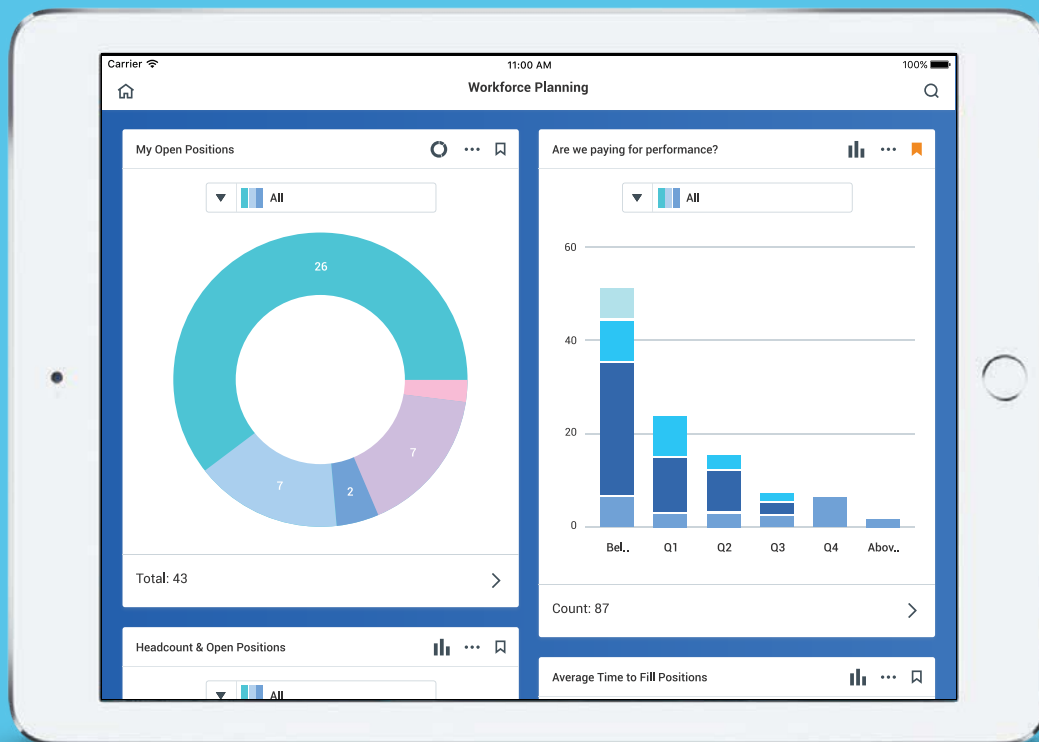 Carrier
11:00 AM
100%
Workforce Planning
My Open Positions
All
26
7
2
7
Total: 43
Are we paying for performance?
All
60
40
20
0
Bel.. Q1 Q2 Q3 Q4 Abov..
Count: 87
Headcount & Open Positions
All
Average Time to Fill Positions